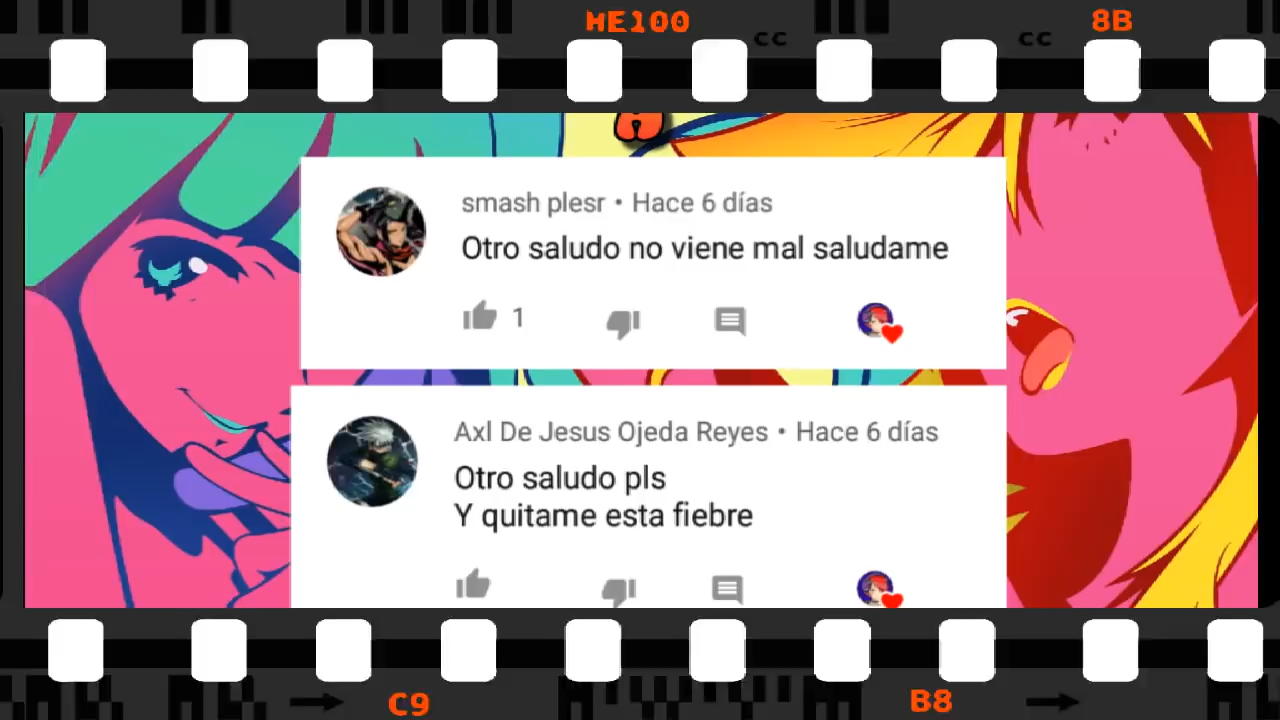 HE100
8B
cc
cc
smash plesr • Hace 6 días
Otro saludo no viene mal saludame
1
Axl De Jesus Ojeda Reyes • Hace 6 días
Otro saludo pls
Y quitame esta fiebre
C9
B8